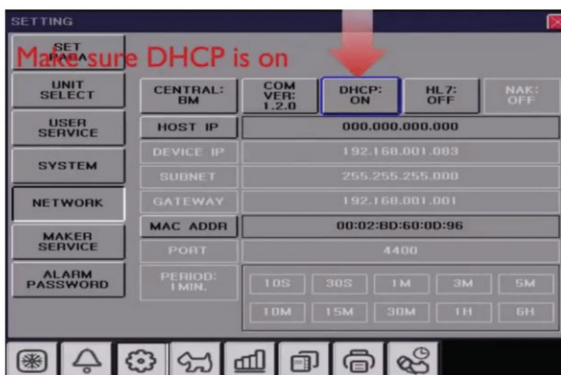 SETTING
SET
PARA
Make sure DHCP is on
UNIT
SELECT
CENTRAL:
BM
COM
VER:
1.2.0
DHCP:
ON
HL7:
OFF
NAK:
OFF
USER
SERVICE
HOST IP
000.000.000.000
DEVICE IP
192.168.001.003
SYSTEM
SUBNET
255.255.255.000
NETWORK
GATEWAY
192.168.001.001
MAC ADDR
00:02:BD:60:0D:96
MAKER
SERVICE
PORT
4400
ALARM
PASSWORD
PERIOD:
1MIN.
10S 30S 1M 3M 5M
10M 15M 30M 1H 6H